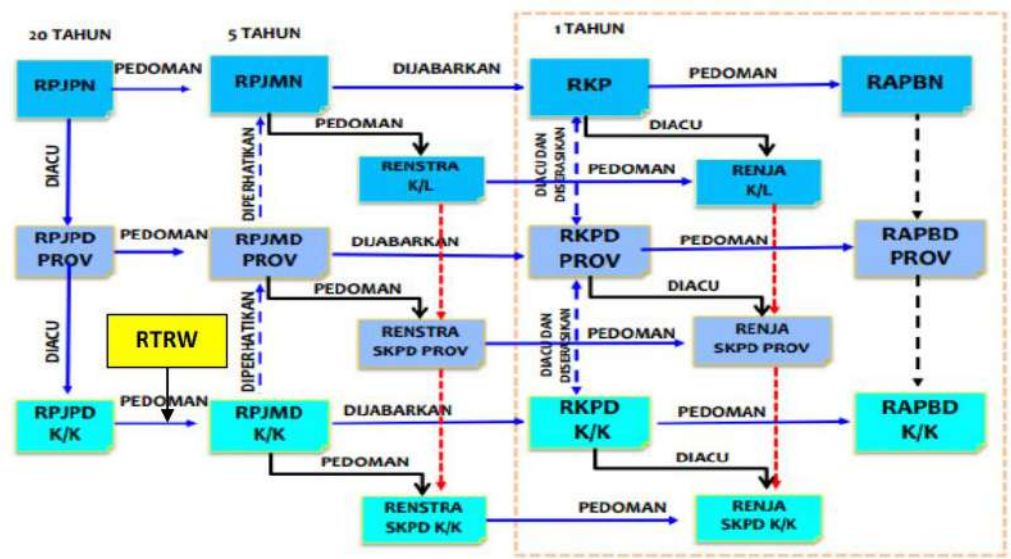 20 TAHUN
5 TAHUN
1 TAHUN
RPJPN
PEDOMAN
RPJMN
DIJABARKAN
RKP
PEDOMAN
RAPBN
DIACU
DIPERHATIKAN
PEDOMAN
RENSTRA
K/L
PEDOMAN
DIACU DAN
DISERASIKAN
DIACU
RENJA
K/L
RPJPD
PROV
PEDOMAN
RPJMD
PROV
DIJABARKAN
RKPD
PROV
PEDOMAN
RAPBD
PROV
DIACU
RTRW
DIPERHATIKAN
PEDOMAN
RENSTRA
SKPD PROV
PEDOMAN
DIACU DAN
DISERASIKAN
DIACU
RENJA
SKPD PROV
RPJPD
K/K
PEDOMAN
RPJMD
K/K
DIJABARKAN
RKPD
K/K
PEDOMAN
RAPBD
K/K
PEDOMAN
RENSTRA
SKPD K/K
PEDOMAN
DIACU
RENJA
SKPD K/K